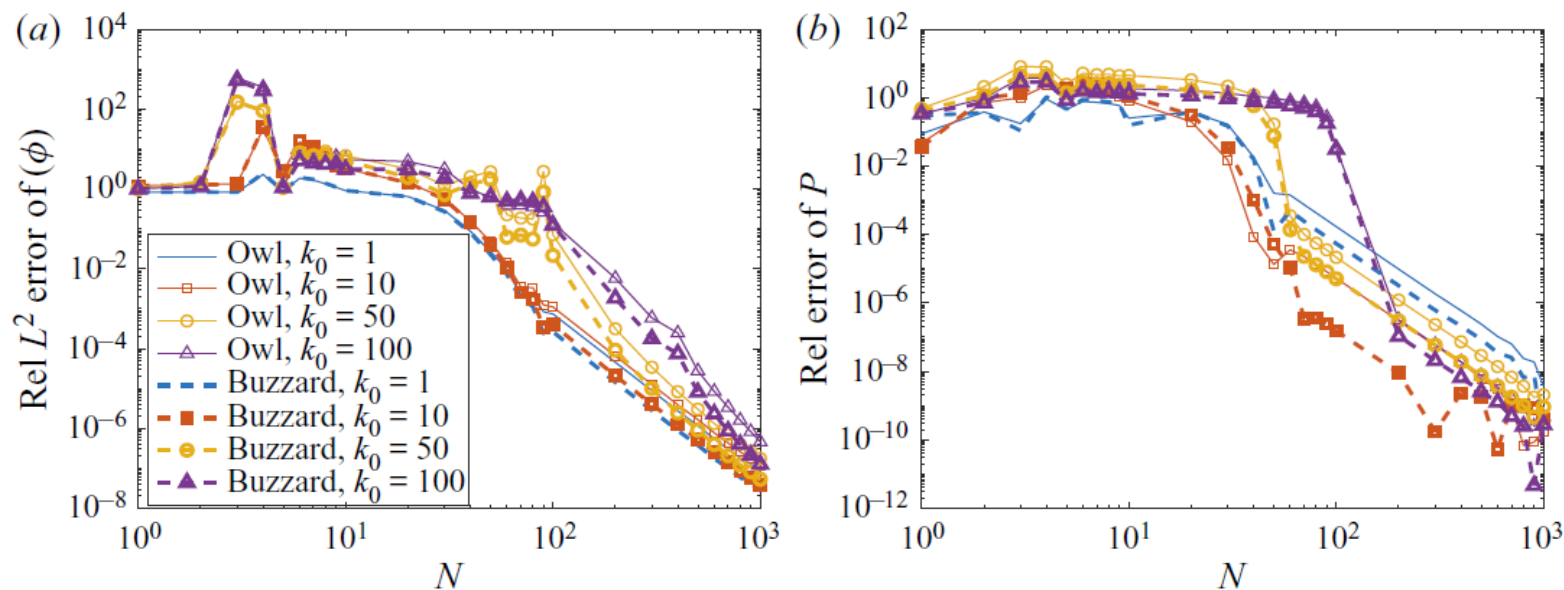 (a)
10^4
10^2
10^0
10^–2
10^–4
10^–6
10^–8
Rel L^2 error of (ϕ)
Owl, k_0 = 1
Owl, k_0 = 10
Owl, k_0 = 50
Owl, k_0 = 100
Buzzard, k_0 = 1
Buzzard, k_0 = 10
Buzzard, k_0 = 50
Buzzard, k_0 = 100
10^0 10^1 10^2 10^3
N
(b)
10^2
10^0
10^–2
10^–4
10^–6
10^–8
10^–10
10^–12
Rel error of P
10^0 10^1 10^2 10^3
N